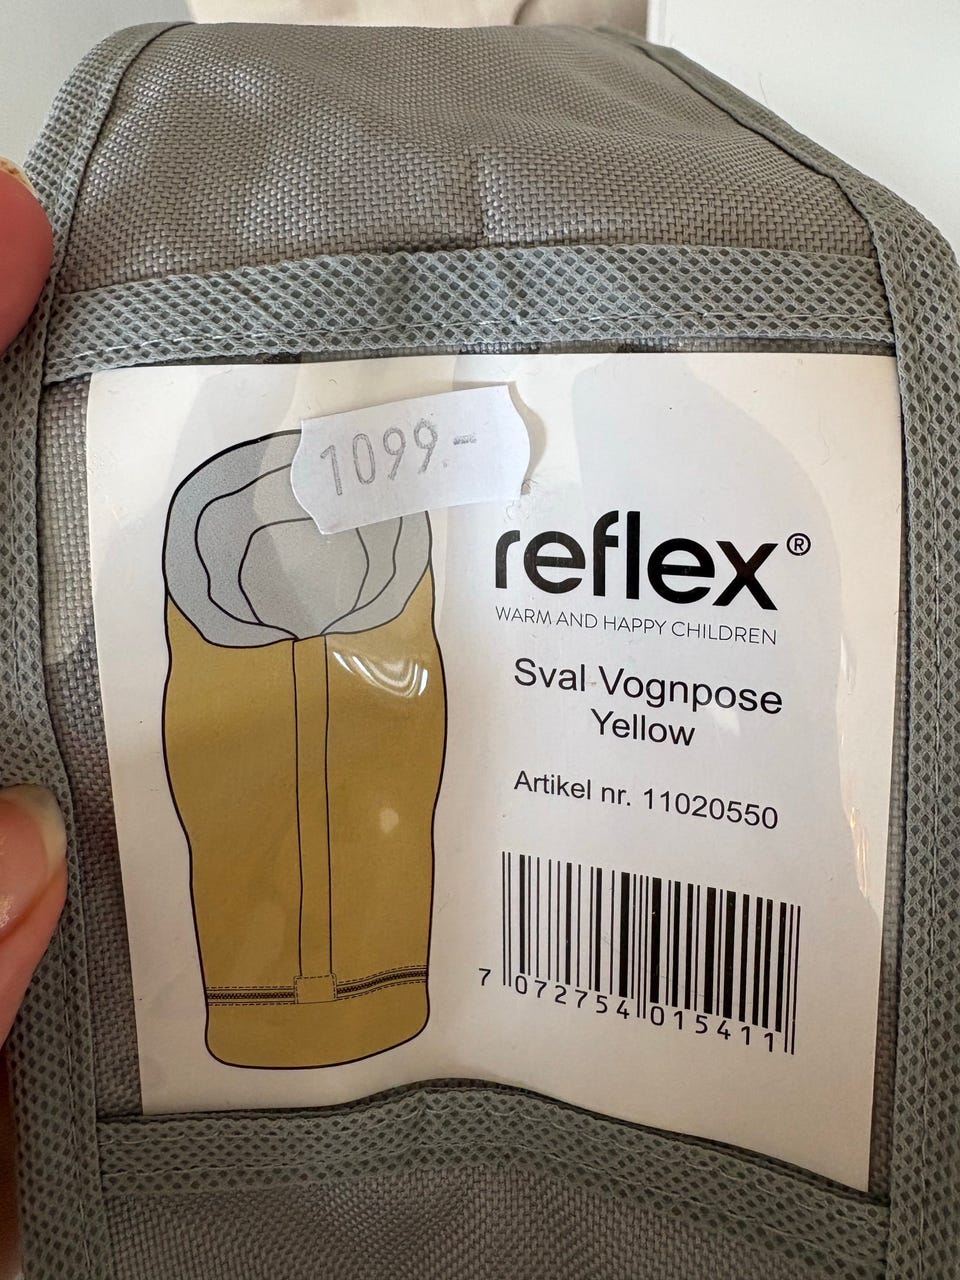 1099.-
reflex®
WARM AND HAPPY CHILDREN
Sval Vognpose
Yellow
Artikel nr. 11020550
7 072754 015411